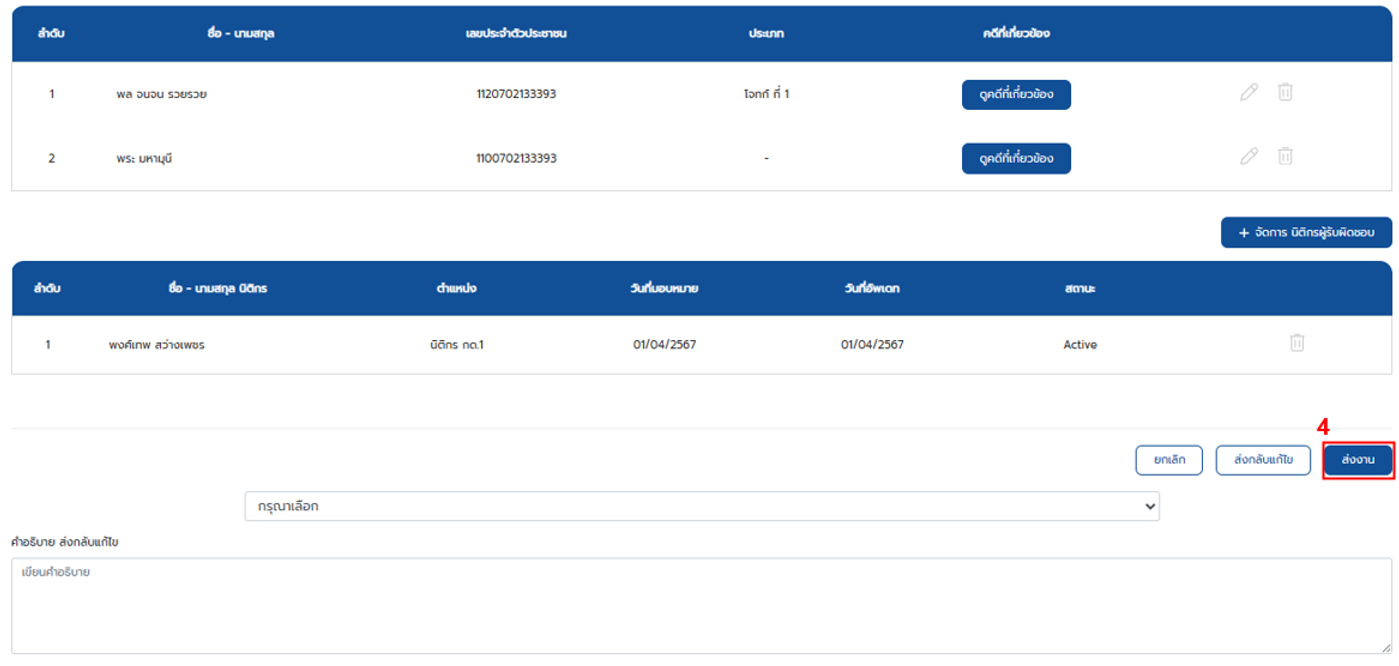 ลำดับ ชื่อ - นามสกุล เลขประจำตัวประชาชน ประเภท คดีที่เกี่ยวข้อง
1 พล จนจน รวยรวย 1120702133393 โจทก์ ที่ 1 ดูคดีที่เกี่ยวข้อง
2 พระ มหามุนี 1100702133393 - ดูคดีที่เกี่ยวข้อง
+ จัดการ นิติกรผู้รับผิดชอบ
ลำดับ ชื่อ - นามสกุล นิติกร ตำแหน่ง วันที่มอบหมาย วันที่อัพเดท สถานะ
1 พงศ์เทพ สว่างเพชร นิติกร กด.1 01/04/2567 01/04/2567 Active
4
ยกเลิก ส่งกลับแก้ไข ส่งงาน
กรุณาเลือก
คำอธิบาย ส่งกลับแก้ไข
เขียนคำอธิบาย